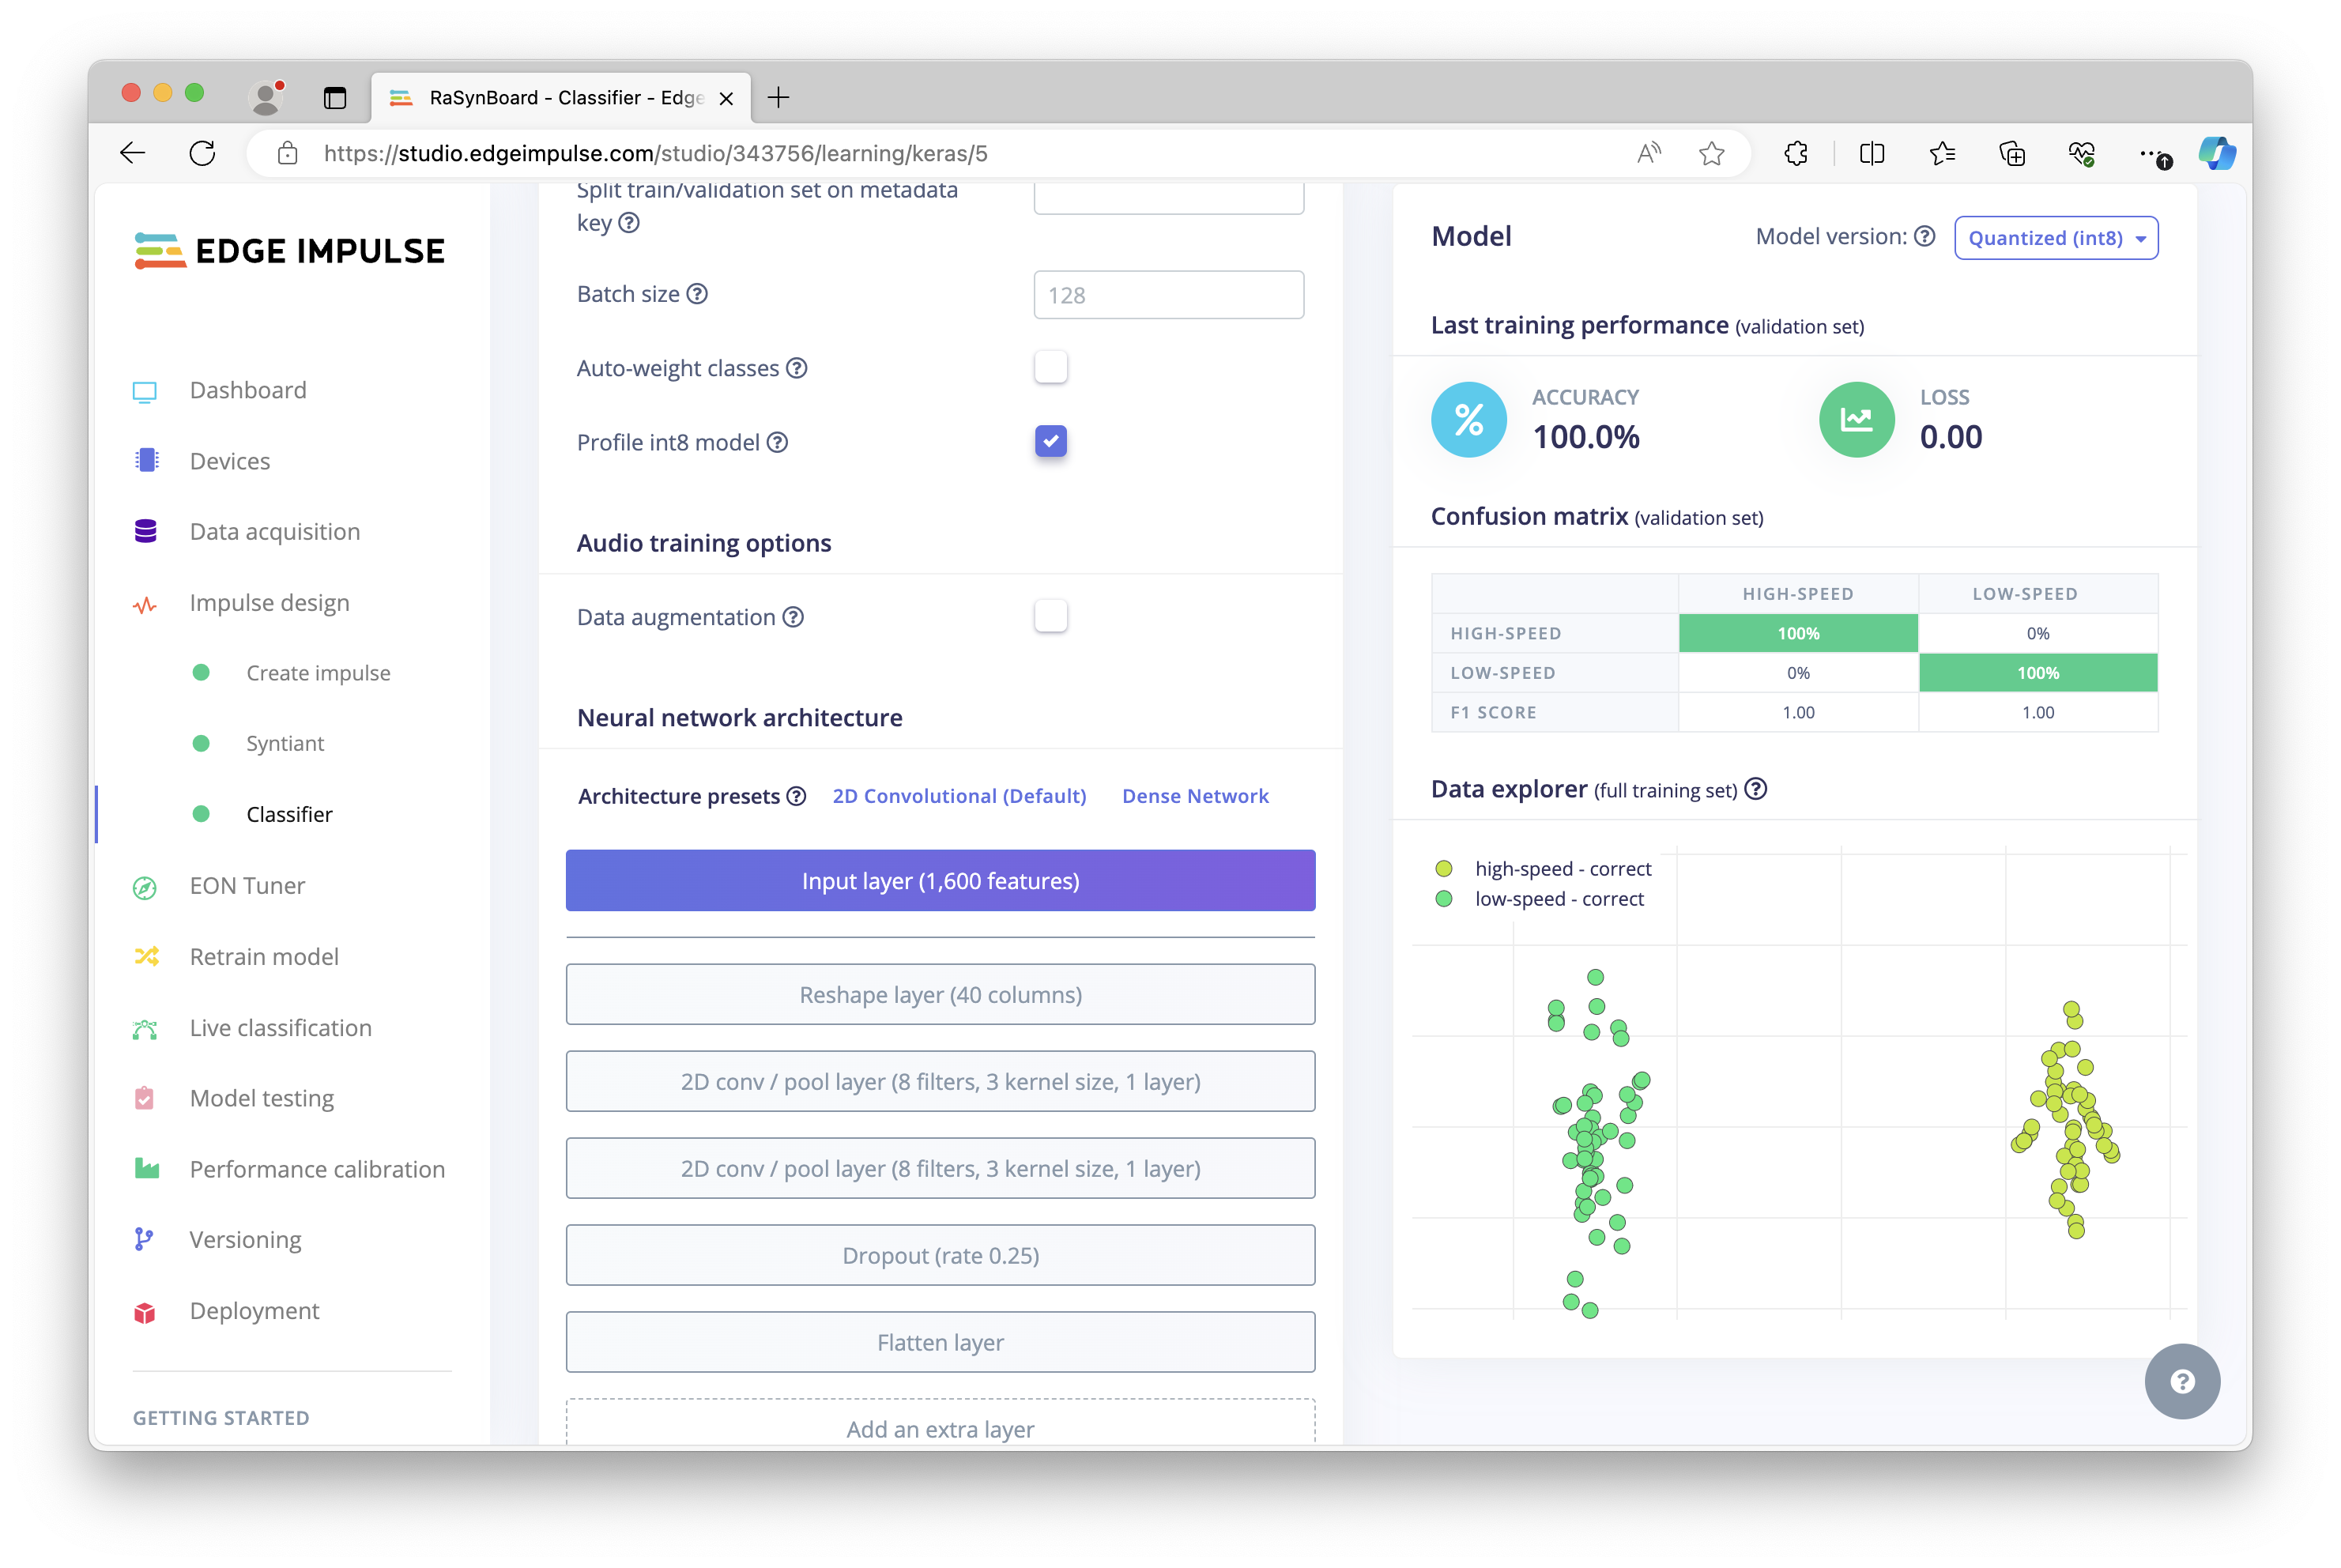 RaSynBoard - Classifier - Edge
https://studio.edgeimpulse.com/studio/343756/learning/keras/5
EDGE IMPULSE
Dashboard
Devices
Data acquisition
Impulse design
Create impulse
Syntiant
Classifier
EON Tuner
Retrain model
Live classification
Model testing
Performance calibration
Versioning
Deployment
GETTING STARTED
Split train/validation set on metadata
key ?
Batch size ?
128
Auto-weight classes ?
Profile int8 model ?
Audio training options
Data augmentation ?
Neural network architecture
Architecture presets ? 2D Convolutional (Default) Dense Network
Input layer (1,600 features)
Reshape layer (40 columns)
2D conv / pool layer (8 filters, 3 kernel size, 1 layer)
2D conv / pool layer (8 filters, 3 kernel size, 1 layer)
Dropout (rate 0.25)
Flatten layer
Add an extra layer
Model
Model version: ? Quantized (int8)
Last training performance (validation set)
% ACCURACY
100.0%
LOSS
0.00
Confusion matrix (validation set)
HIGH-SPEED LOW-SPEED
HIGH-SPEED 100% 0%
LOW-SPEED 0% 100%
F1 SCORE 1.00 1.00
Data explorer (full training set) ?
high-speed - correct
low-speed - correct
?